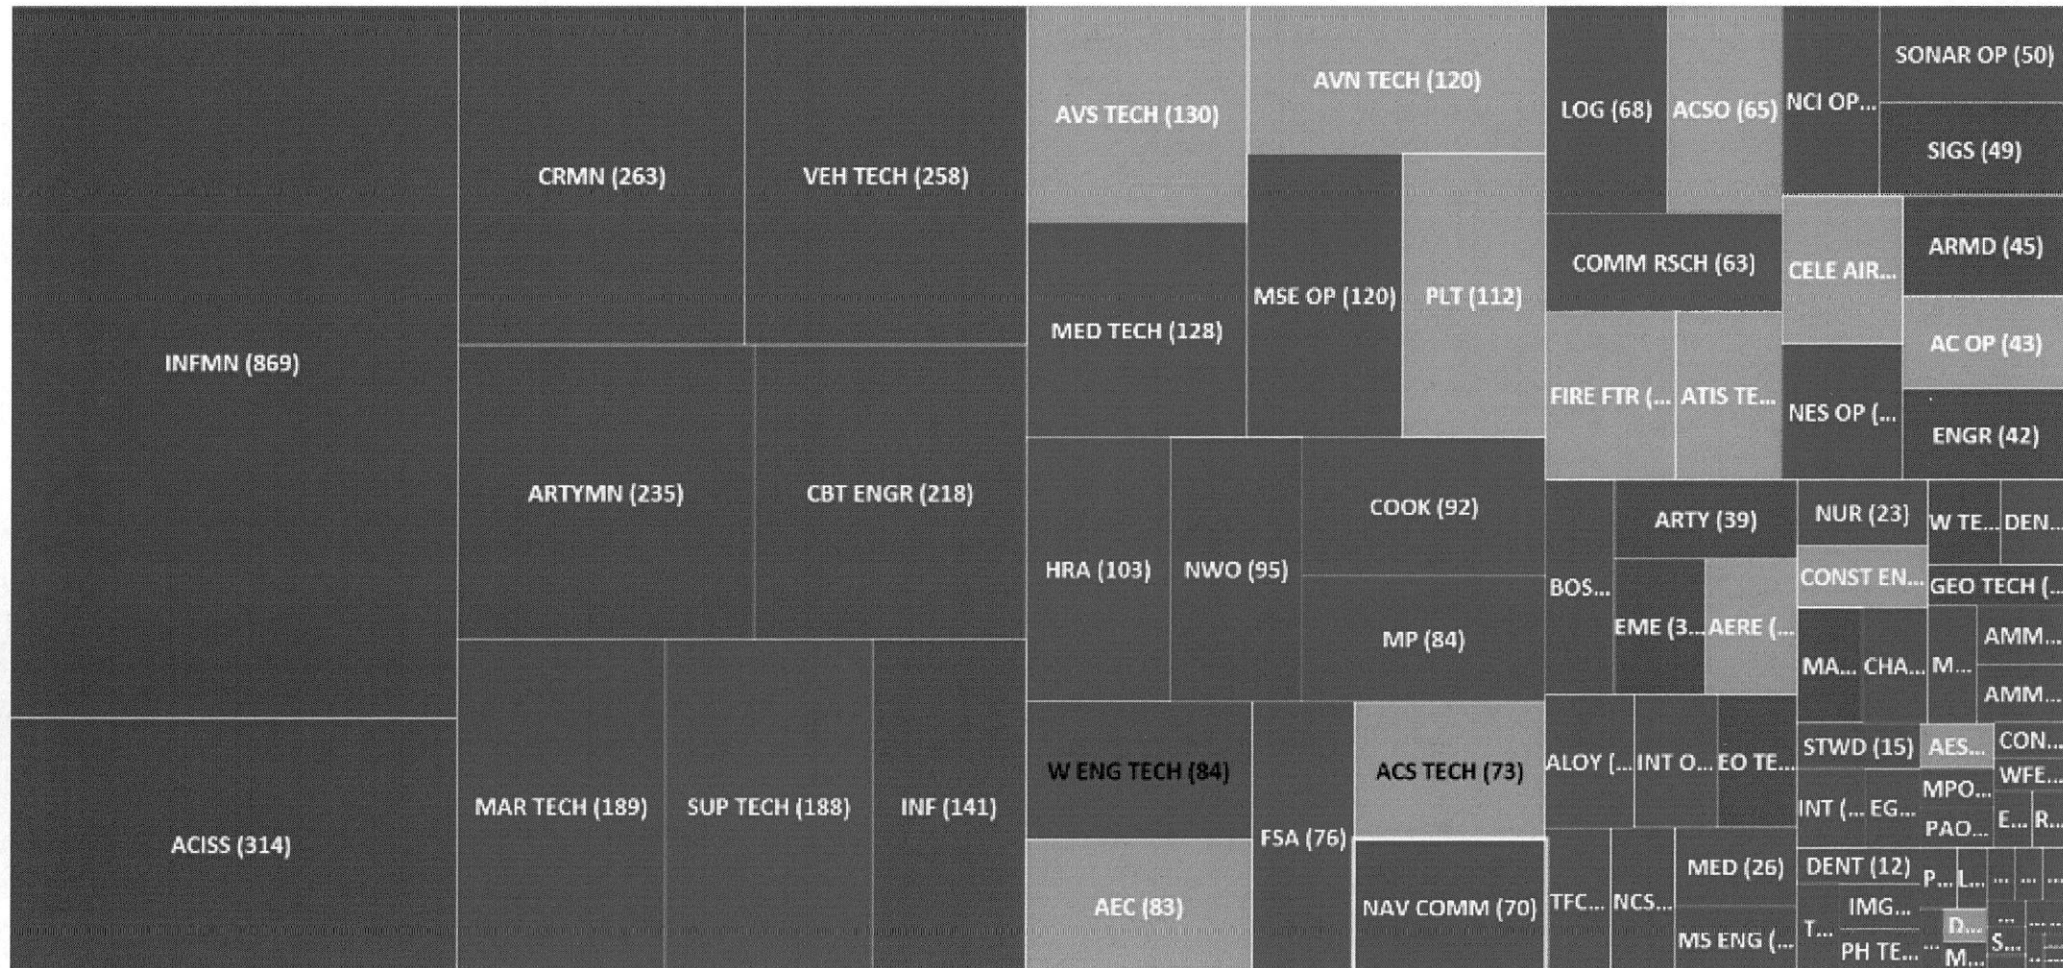 INFMN (869)
ACISS (314)
CRMN (263)
VEH TECH (258)
ARTYMN (235)
CBT ENGR (218)
MAR TECH (189)
SUP TECH (188)
INF (141)
AVS TECH (130)
AVN TECH (120)
MED TECH (128)
MSE OP (120)
PLT (112)
HRA (103)
NWO (95)
COOK (92)
MP (84)
W ENG TECH (84)
AEC (83)
FSA (76)
ACS TECH (73)
NAV COMM (70)
LOG (68)
ACSO (65)
COMM RSCH (63)
FIRE FTR (...
ATIS TE...
NCI OP...
SONAR OP (50)
SIGS (49)
CELE AIR...
ARMD (45)
AC OP (43)
NES OP (...
ENGR (42)
BOS...
ARTY (39)
EME (3...
AERE (...
ALOY (...
INT O...
EO TE...
TFC...
NCS...
MED (26)
MS ENG (...
NUR (23)
CONST EN...
W TE...
DEN...
GEO TECH (...
MA...
CHA...
M...
AMM...
AMM...
STWD (15)
AES...
CON...
WFE...
INT (...
EG...
MPO...
PAO...
E...
R...
DENT (12)
T...
IMG...
PH TE...
P...
L...
...
...
...
...
D...
M...
...
S...
...
...
...
...